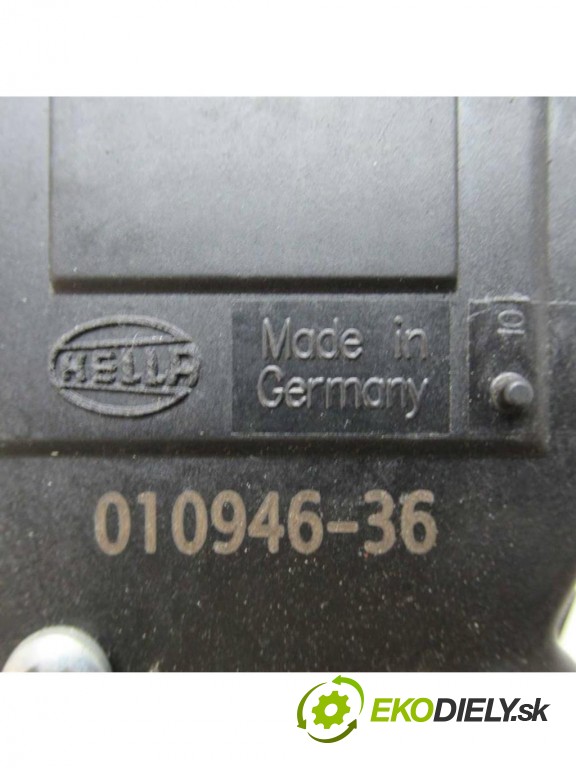 HELLA
Made in
Germany
10
010946-36
EKODIELY.sk